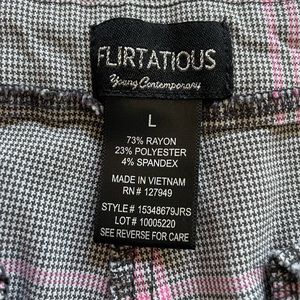 FLIRTATIOUS
Young Contemporary
L
73% RAYON
23% POLYESTER
4% SPANDEX
MADE IN VIETNAM
RN# 127949
STYLE# 15348679JRS
LOT# 10005220
SEE REVERSE FOR CARE